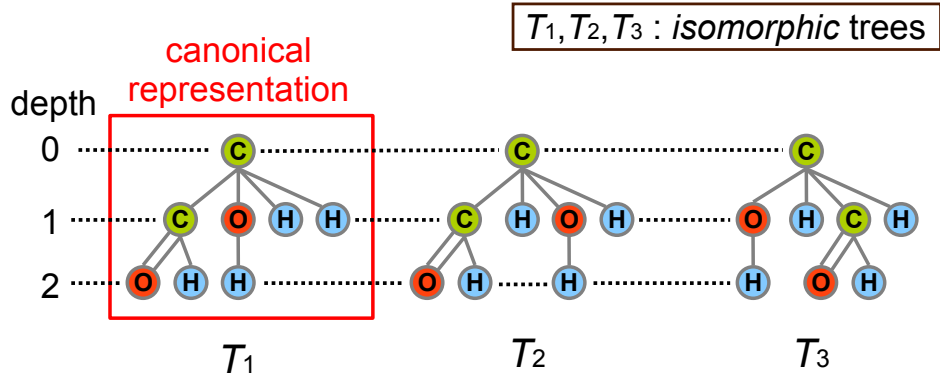 T1,T2,T3 : isomorphic trees
canonical
representation
depth
0 C C C
1 C O H H C H O H O H C H
2 O H H O H H H O H
T1 T2 T3